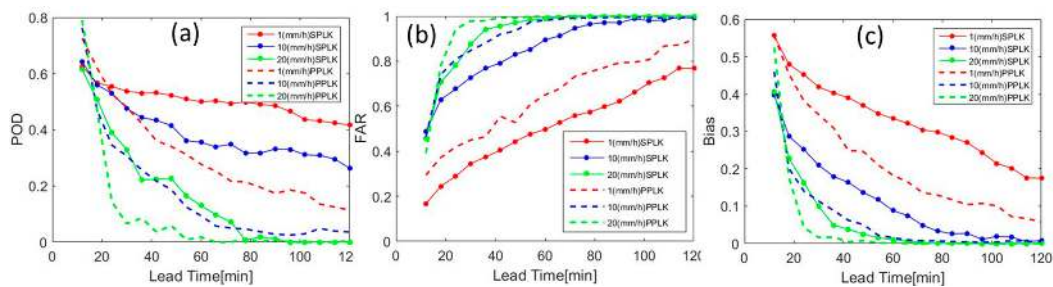 (a)
1(mm/h)SPLK
10(mm/h)SPLK
20(mm/h)SPLK
1(mm/h)PPLK
10(mm/h)PPLK
20(mm/h)PPLK
0.8
0.6
0.4
0.2
0
POD
0 20 40 60 80 100 120
Lead Time[min]
(b)
1(mm/h)SPLK
10(mm/h)SPLK
20(mm/h)SPLK
1(mm/h)PPLK
10(mm/h)PPLK
20(mm/h)PPLK
1
0.8
0.6
0.4
0.2
0
FAR
0 20 40 60 80 100 120
Lead Time[min]
(c)
1(mm/h)SPLK
10(mm/h)SPLK
20(mm/h)SPLK
1(mm/h)PPLK
10(mm/h)PPLK
20(mm/h)PPLK
0.6
0.5
0.4
0.3
0.2
0.1
0
Bias
0 20 40 60 80 100 120
Lead Time[min]